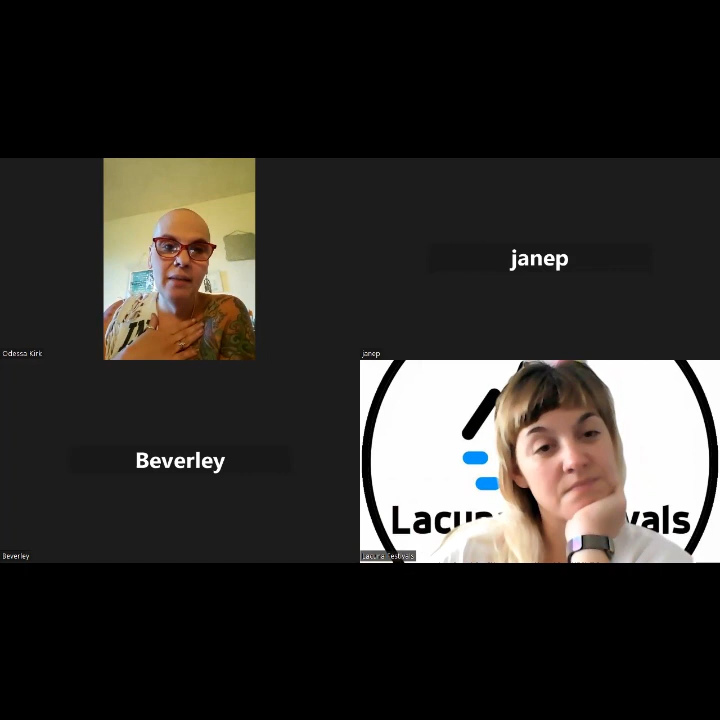 janep
Odessa Kirk
janep
Beverley
Beverley
Lacuna Festivals